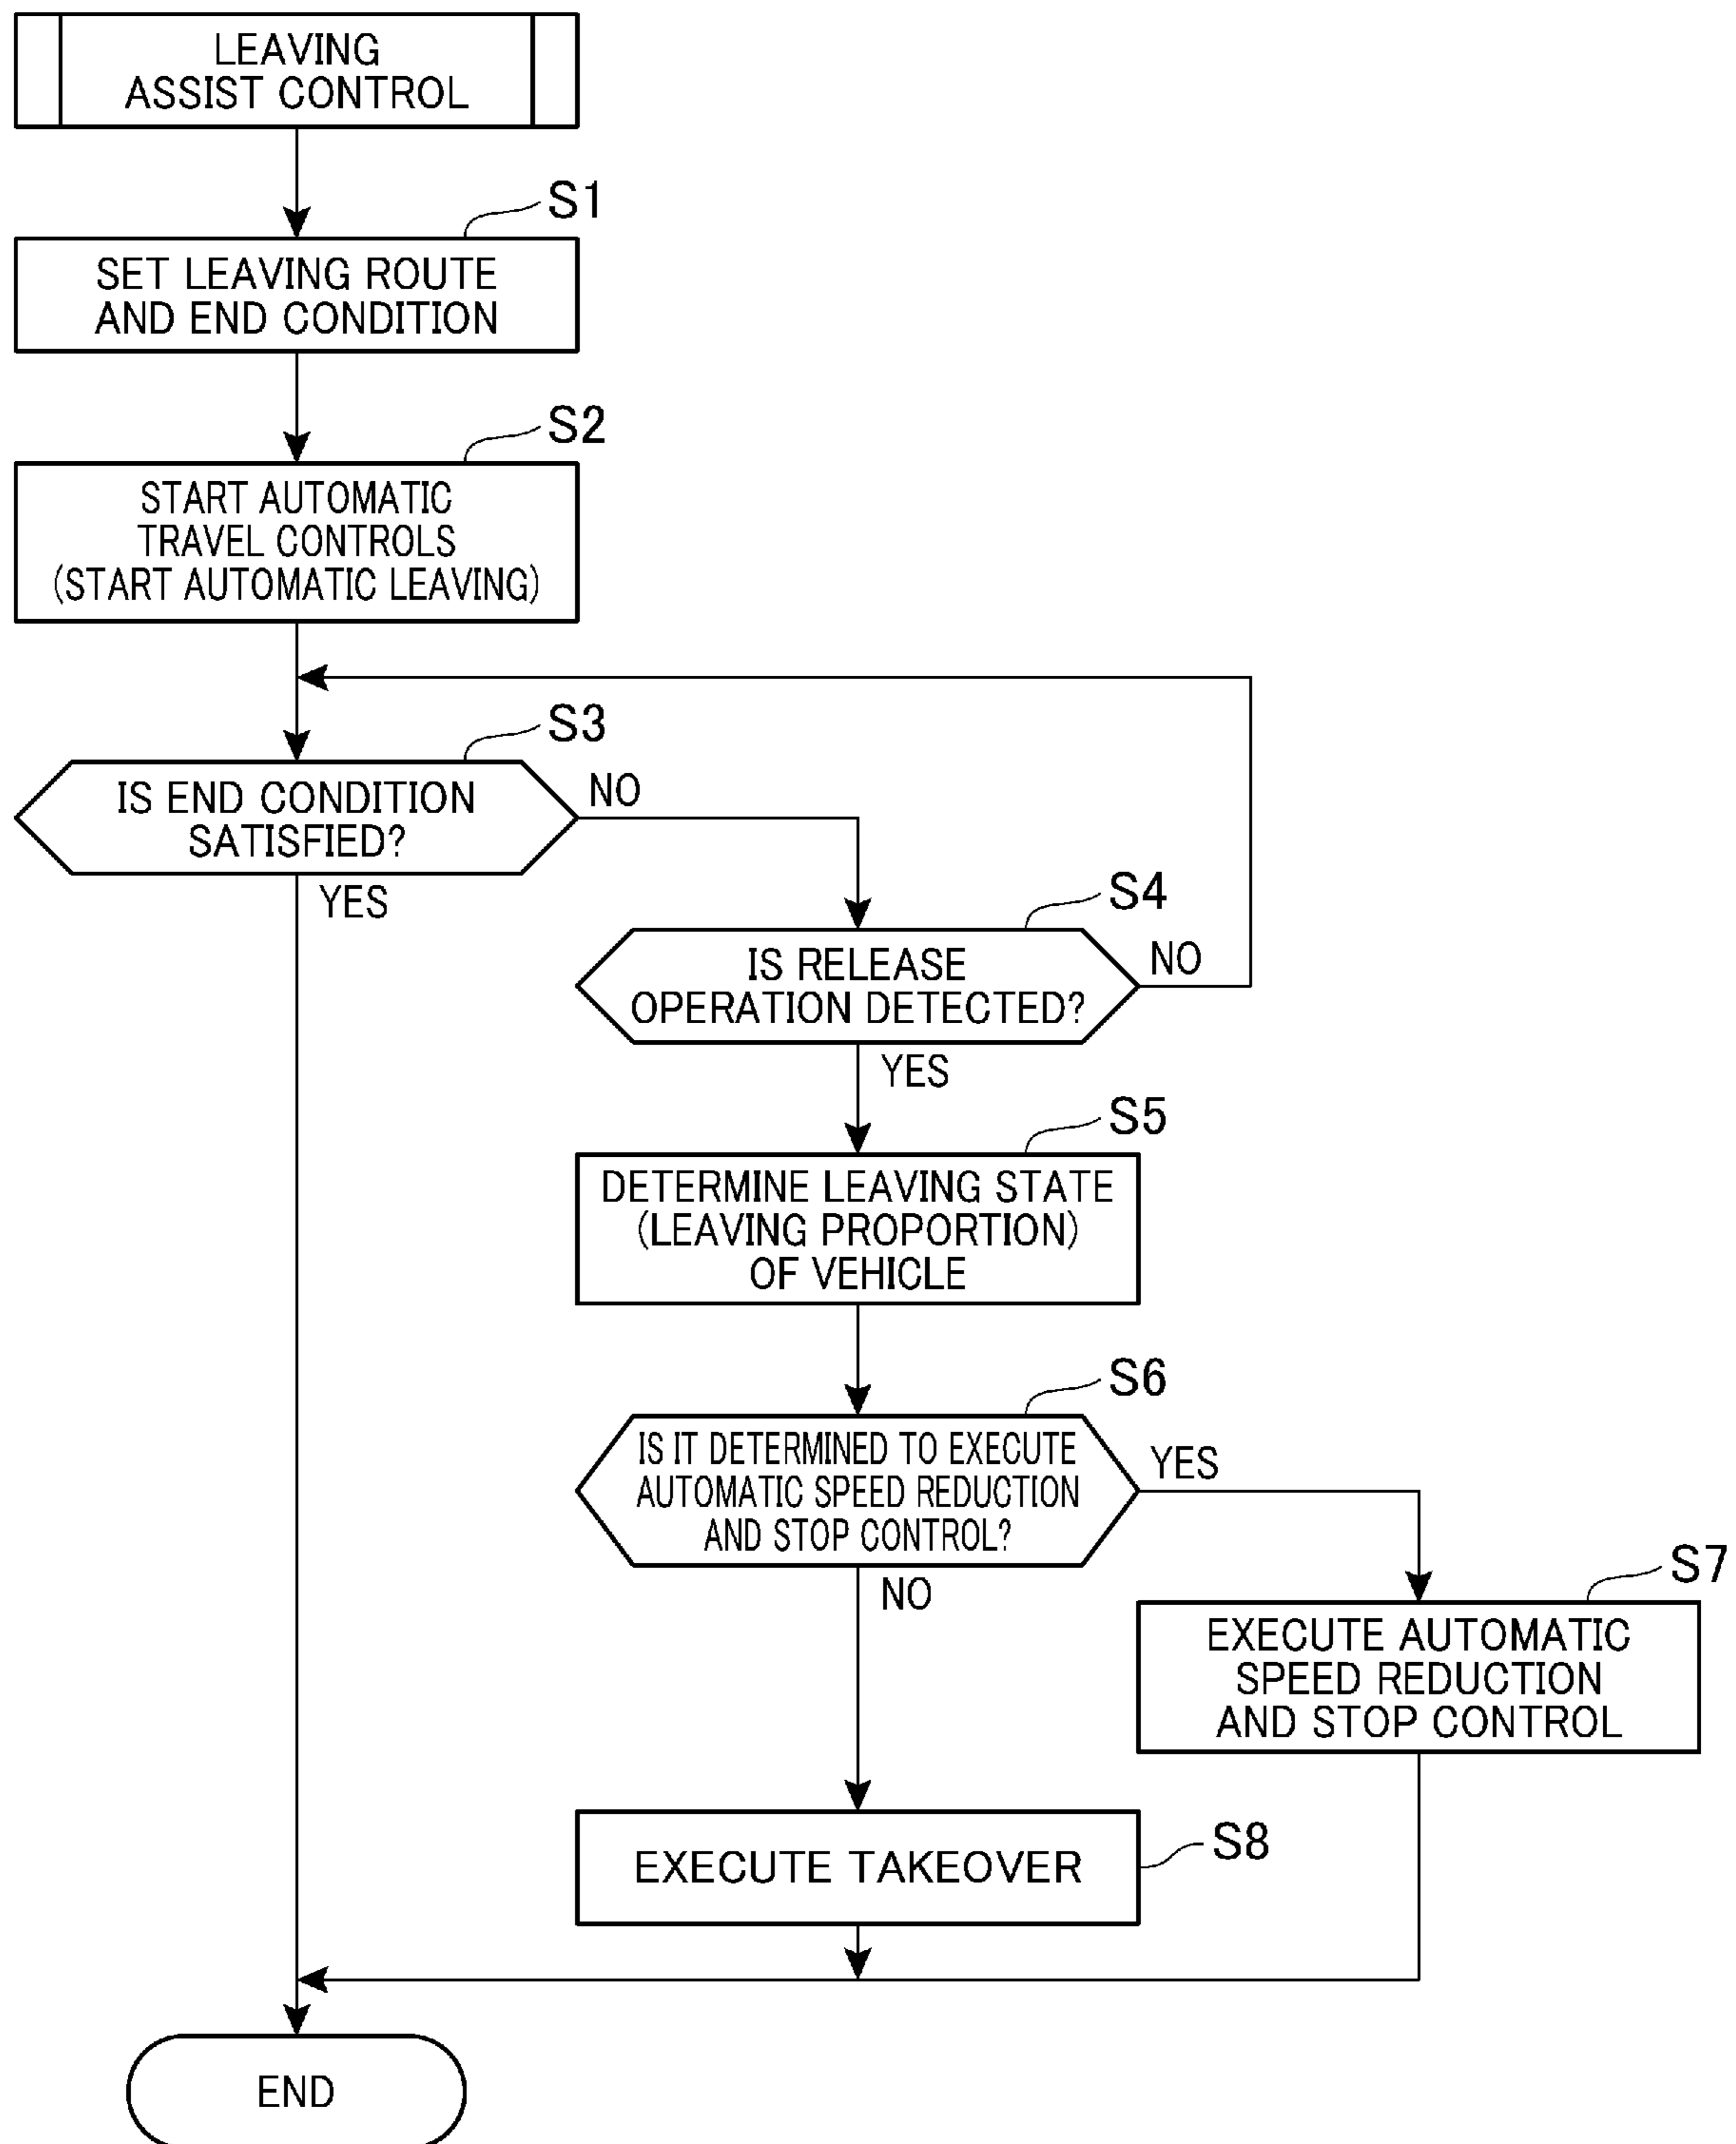 LEAVING
ASSIST CONTROL
S1
SET LEAVING ROUTE
AND END CONDITION
S2
START AUTOMATIC
TRAVEL CONTROLS
(START AUTOMATIC LEAVING)
S3
IS END CONDITION
SATISFIED?
NO
YES
S4
IS RELEASE
OPERATION DETECTED?
NO
YES
S5
DETERMINE LEAVING STATE
(LEAVING PROPORTION)
OF VEHICLE
S6
IS IT DETERMINED TO EXECUTE
AUTOMATIC SPEED REDUCTION
AND STOP CONTROL?
YES
NO
S7
EXECUTE AUTOMATIC
SPEED REDUCTION
AND STOP CONTROL
S8
EXECUTE TAKEOVER
END